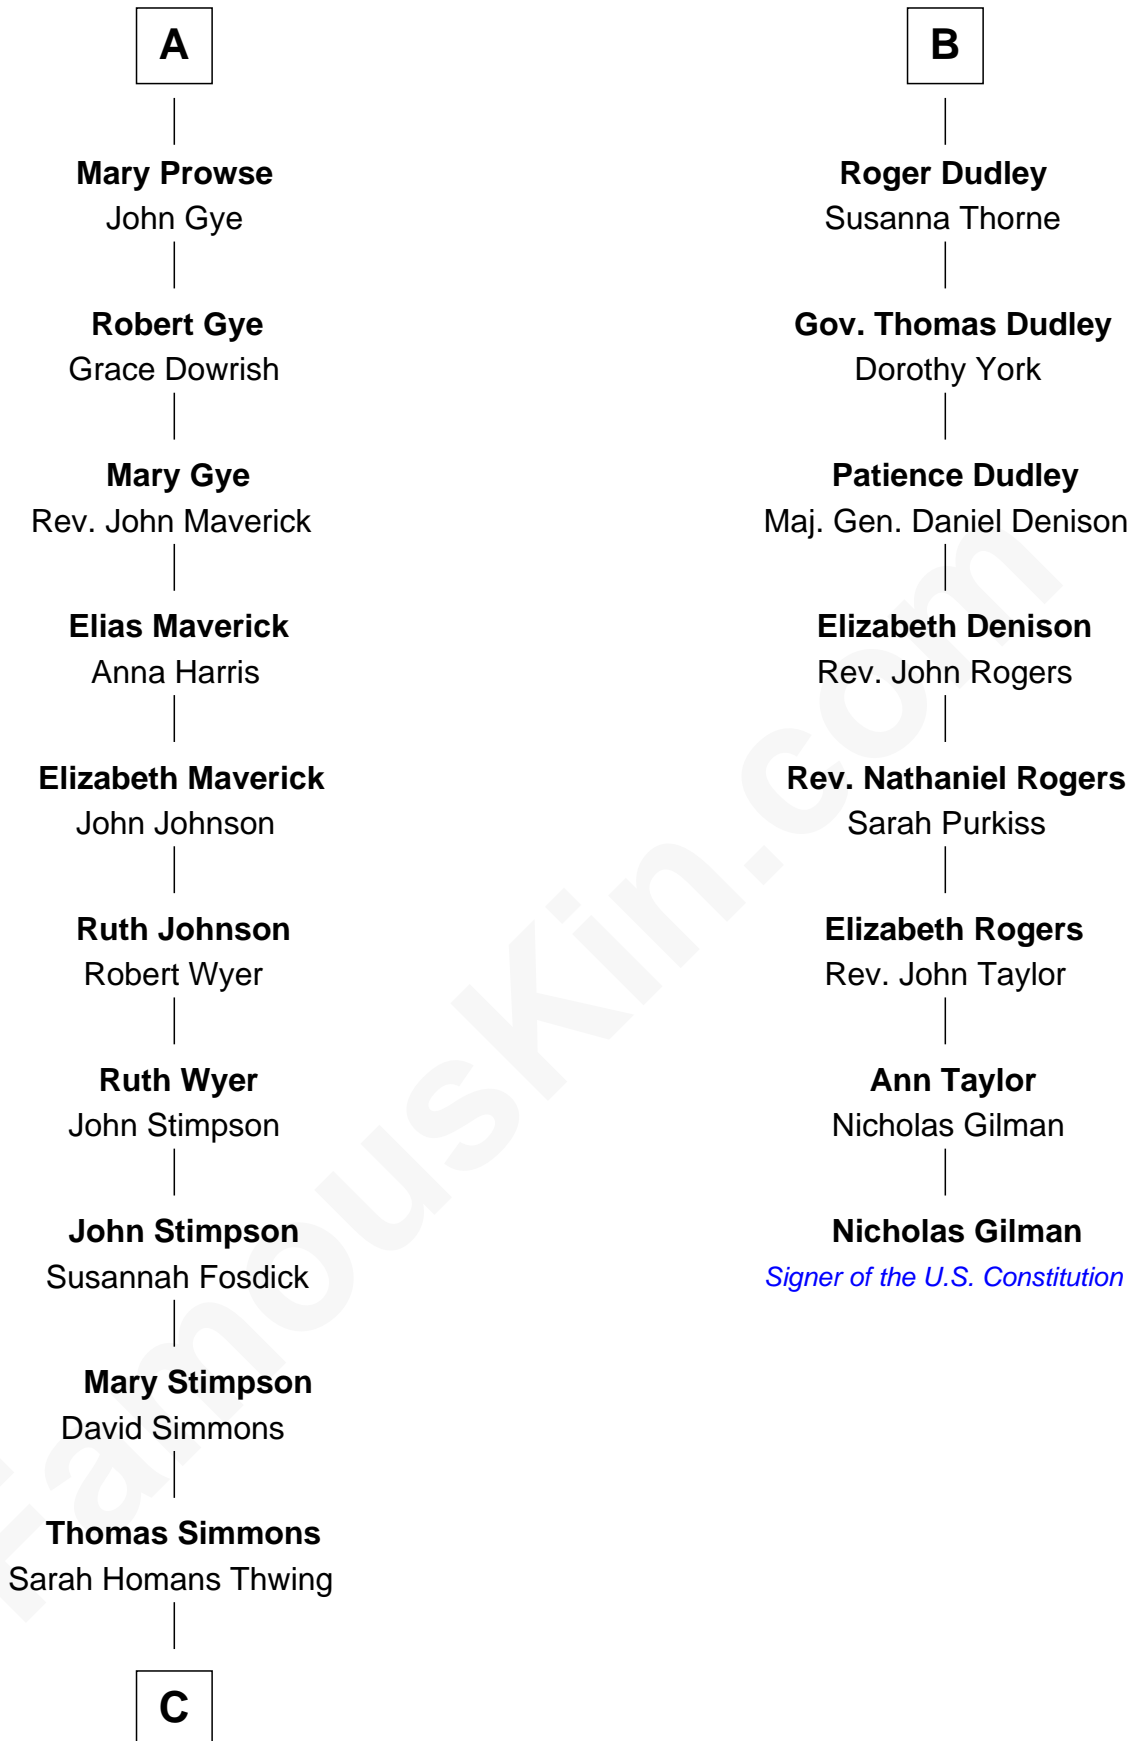 A
Mary Prowse
John Gye
Robert Gye
Grace Dowrish
Mary Gye
Rev. John Maverick
Elias Maverick
Anna Harris
Elizabeth Maverick
John Johnson
Ruth Johnson
Robert Wyer
Ruth Wyer
John Stimpson
John Stimpson
Susannah Fosdick
Mary Stimpson
David Simmons
Thomas Simmons
Sarah Homans Thwing
C
B
Roger Dudley
Susanna Thorne
Gov. Thomas Dudley
Dorothy York
Patience Dudley
Maj. Gen. Daniel Denison
Elizabeth Denison
Rev. John Rogers
Rev. Nathaniel Rogers
Sarah Purkiss
Elizabeth Rogers
Rev. John Taylor
Ann Taylor
Nicholas Gilman
Nicholas Gilman
Signer of the U.S. Constitution
FamousKin.com